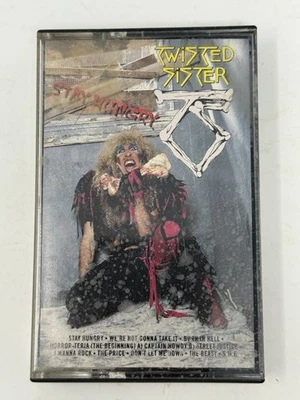 TWISTED
SISTER
STAY HUNGRY
STAY HUNGRY • WE'RE NOT GONNA TAKE IT • BURN IN HELL
HORROR-TERIA (THE BEGINNING) A) CAPTAIN HOWDY B) STREET JUSTICE
I WANNA ROCK • THE PRICE • DON'T LET ME DOWN • THE BEAST • S.M.F.